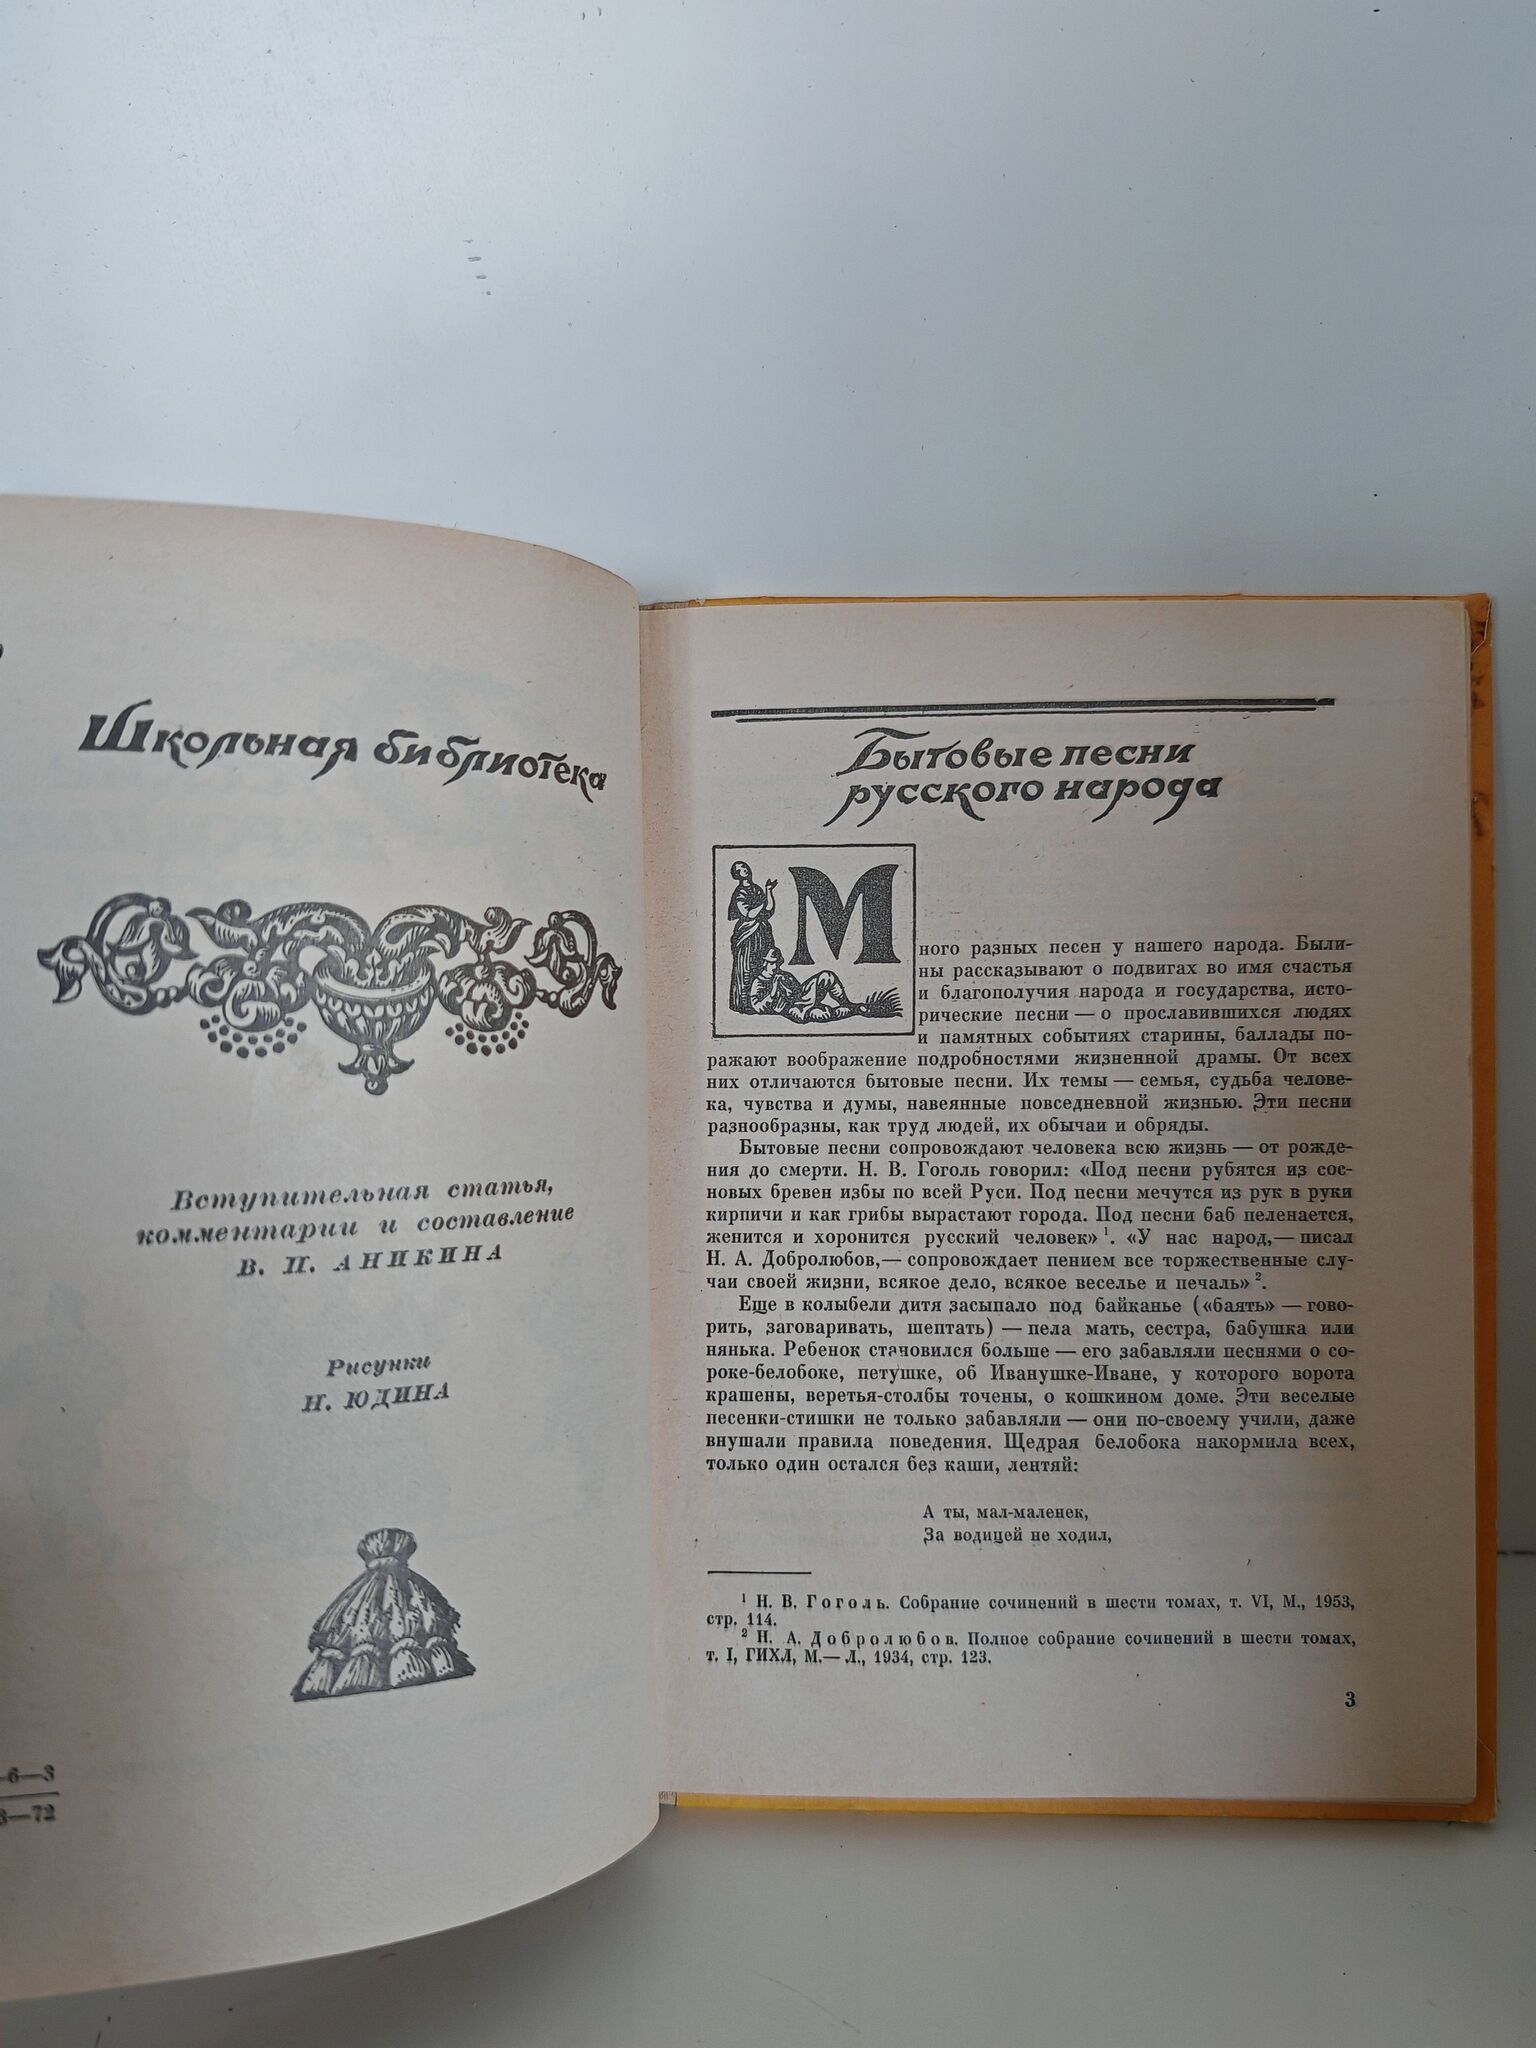 Школьная библиотека
Вступительная статья,
комментарии и составление
В. П. АНИКИНА
Рисунки
Н. ЮДИНА
—6—3
—72
Бытовые песни
русского народа
М
ного разных песен у нашего народа. Были-
ны рассказывают о подвигах во имя счастья
и благополучия народа и государства, исто-
рические песни — о прославившихся людях
и памятных событиях старины, баллады по-
ражают воображение подробностями жизненной драмы. От всех
них отличаются бытовые песни. Их темы — семья, судьба челове-
ка, чувства и думы, навеянные повседневной жизнью. Эти песни
разнообразны, как труд людей, их обычаи и обряды.
Бытовые песни сопровождают человека всю жизнь — от рожде-
ния до смерти. Н. В. Гоголь говорил: «Под песни рубятся из сос-
новых бревен избы по всей Руси. Под песни мечутся из рук в руки
кирпичи и как грибы вырастают города. Под песни баб пеленается,
женится и хоронится русский человек» ¹. «У нас народ,— писал
Н. А. Добролюбов,— сопровождает пением все торжественные слу-
чаи своей жизни, всякое дело, всякое веселье и печаль» ².
Еще в колыбели дитя засыпало под байканье («баять» — гово-
рить, заговаривать, шептать) — пела мать, сестра, бабушка или
нянька. Ребенок становился больше — его забавляли песнями о со-
роке-белобоке, петушке, об Иванушке-Иване, у которого ворота
крашены, веретья-столбы точены, о кошкином доме. Эти веселые
песенки-стишки не только забавляли — они по-своему учили, даже
внушали правила поведения. Щедрая белобока накормила всех,
только один остался без каши, лентяй:
А ты, мал-маленек,
За водицей не ходил,
¹ Н. В. Гоголь. Собрание сочинений в шести томах, т. VI, М., 1953,
стр. 114.
² Н. А. Добролюбов. Полное собрание сочинений в шести томах,
т. I, ГИХЛ, М.— Л., 1934, стр. 123.
3